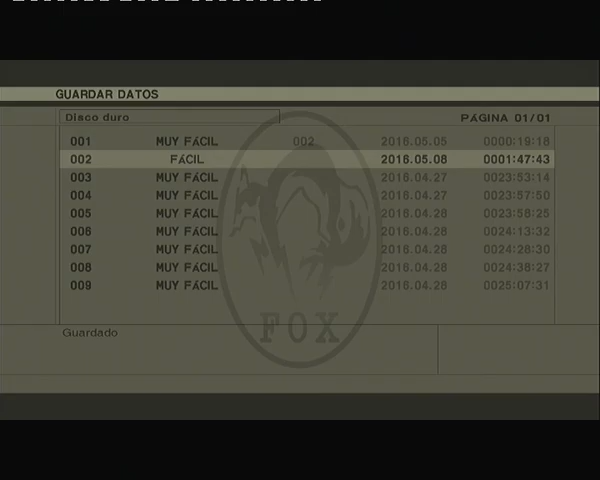 GUARDAR DATOS
Disco duro PÁGINA 01/01
001 MUY FÁCIL 002 2016.05.05 0000:19:18
002 FÁCIL 2016.05.08 0001:47:43
003 MUY FÁCIL 2016.04.27 0023:53:14
004 MUY FÁCIL 2016.04.27 0023:57:50
005 MUY FÁCIL 2016.04.28 0023:58:25
006 MUY FÁCIL 2016.04.28 0024:13:32
007 MUY FÁCIL 2016.04.28 0024:28:30
008 MUY FÁCIL 2016.04.28 0024:38:27
009 MUY FÁCIL 2016.04.28 0025:07:31
FOX
Guardado